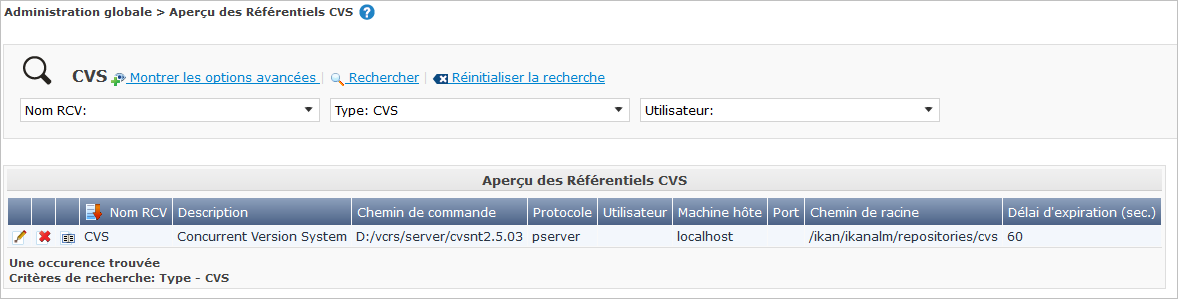 Administration globale > Aperçu des Référentiels CVS ?
CVS Montrer les options avancées | Rechercher | Réinitialiser la recherche
Nom RCV: Type: CVS Utilisateur:
Aperçu des Référentiels CVS
Nom RCV Description Chemin de commande Protocole Utilisateur Machine hôte Port Chemin de racine Délai d'expiration (sec.)
CVS Concurrent Version System D:/vcrs/server/cvsnt2.5.03 pserver localhost /ikan/ikanalm/repositories/cvs 60
Une occurence trouvée
Critères de recherche: Type - CVS